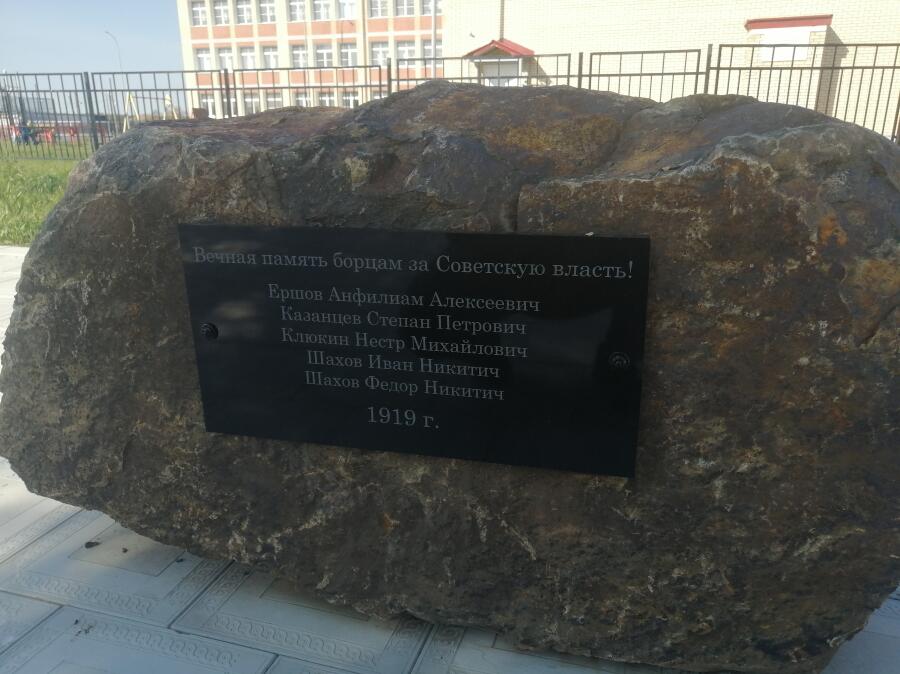 Вечная память борцам за Советскую власть!
Ершов Анфилиам Алексеевич
Казанцев Степан Петрович
Клюкин Нестр Михайлович
Шахов Иван Никитич
Шахов Федор Никитич
1919 г.